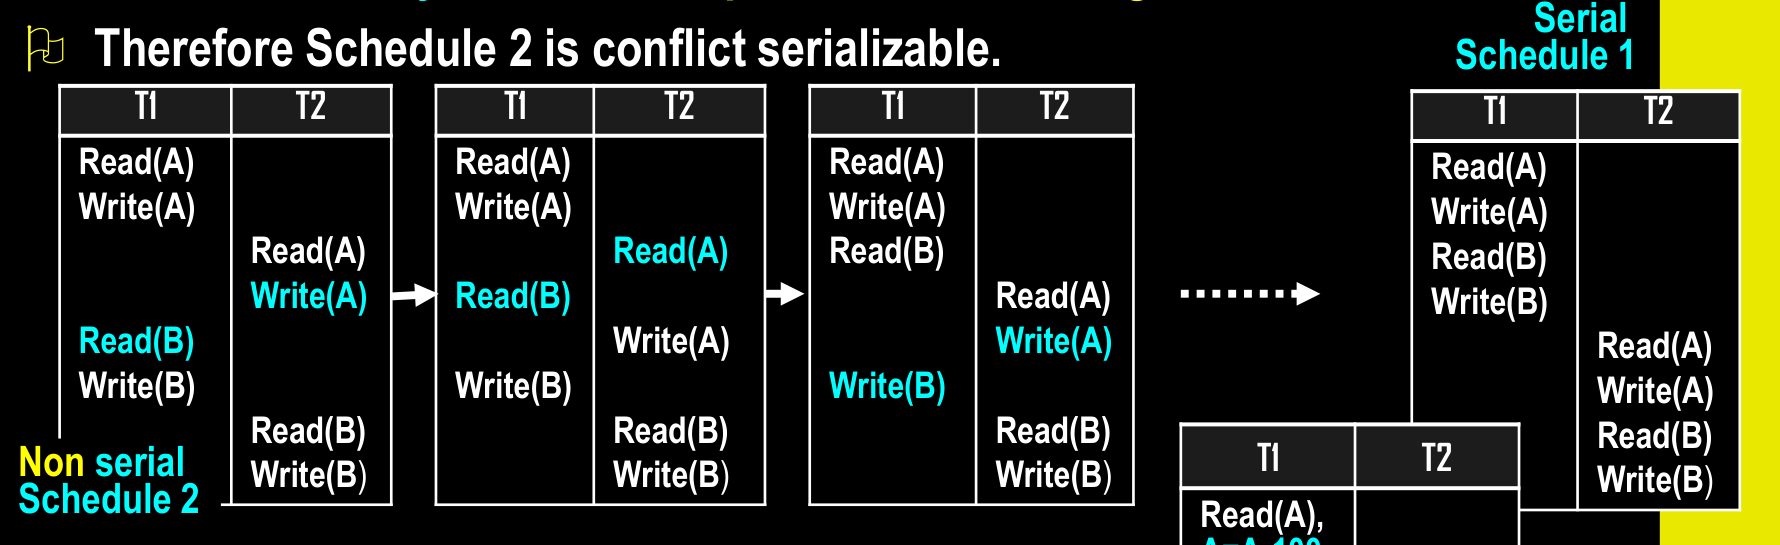 Therefore Schedule 2 is conflict serializable.
Serial
Schedule 1
T1 T2
Read(A)
Write(A)
Read(A)
Write(A)
Read(B)
Write(B)
Read(B)
Write(B)
Non serial
Schedule 2
T1 T2
Read(A)
Write(A)
Read(A)
Read(B)
Write(A)
Write(B)
Read(B)
Write(B)
T1 T2
Read(A)
Write(A)
Read(B)
Read(A)
Write(A)
Write(B)
Read(B)
Write(B)
T1 T2
Read(A)
Write(A)
Read(B)
Write(B)
Read(A)
Write(A)
Read(B)
Write(B)
T1 T2
Read(A),